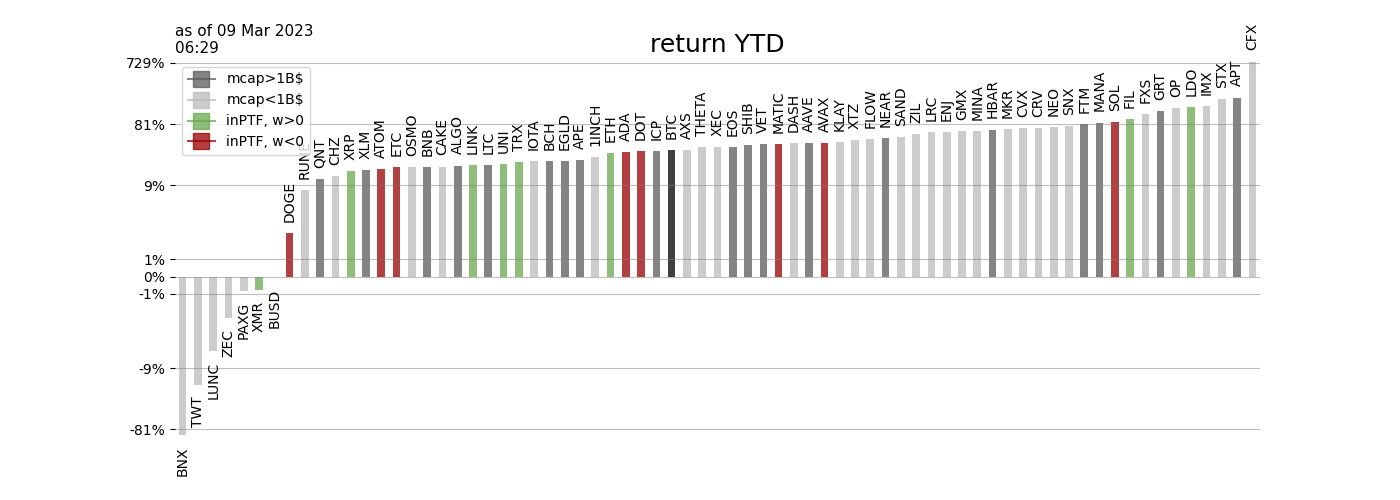 as of 09 Mar 2023
06:29
return YTD
mcap>1B$
mcap<1B$
inPTF, w>0
inPTF, w<0
729%
81%
9%
1%
0%
-1%
-9%
-81%
BNX
TWT
LUNC
ZEC
PAXG
XMR
BUSD
DOGE
RUNE
QNT
CHZ
XRP
XLM
ATOM
ETC
OSMO
BNB
CAKE
ALGO
LINK
LTC
UNI
TRX
IOTA
BCH
EGLD
APE
1INCH
ETH
ADA
DOT
ICP
BTC
AXS
THETA
XEC
EOS
SHIB
VET
MATIC
DASH
AAVE
AVAX
KLAY
XTZ
FLOW
NEAR
SAND
ZIL
LRC
ENJ
GMX
MINA
HBAR
MKR
CVX
CRV
NEO
SNX
FTM
MANA
SOL
FIL
FXS
GRT
OP
LDO
IMX
STX
APT
CFX